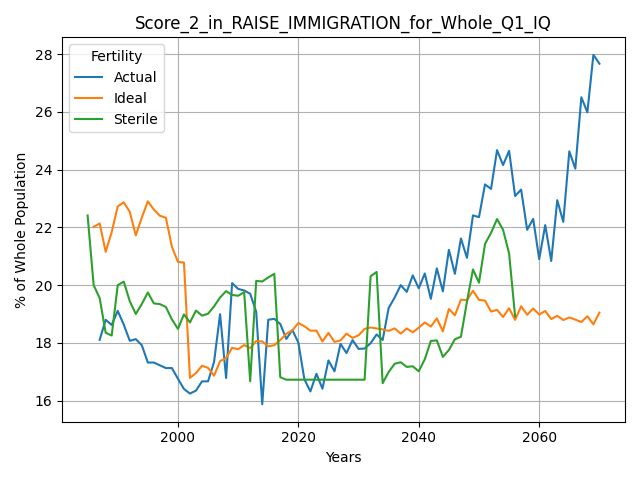 Score_2_in_RAISE_IMMIGRATION_for_Whole_Q1_IQ
% of Whole Population
28
26
24
22
20
18
16
Fertility
Actual
Ideal
Sterile
2000
2020
2040
2060
Years